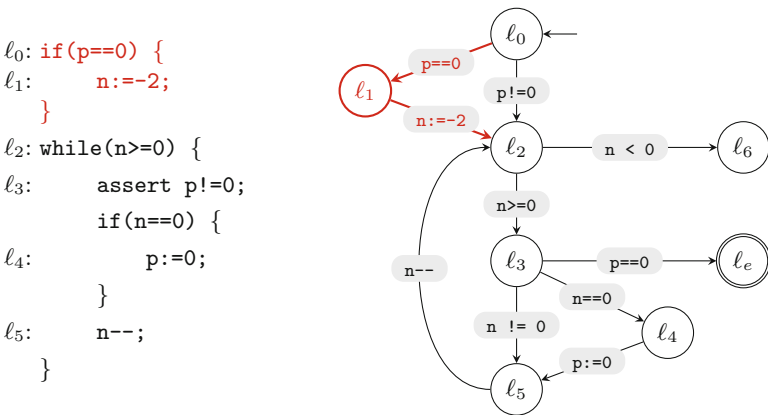 ℓ0: if(p==0) {
ℓ1: n:=-2;
}
ℓ2: while(n>=0) {
ℓ3: assert p!=0;
if(n==0) {
ℓ4: p:=0;
}
ℓ5: n--;
}
ℓ0
p==0
ℓ1
p!=0
n:=-2
ℓ2
n < 0
ℓ6
n>=0
n--
ℓ3
p==0
ℓe
n==0
n != 0
ℓ4
p:=0
ℓ5